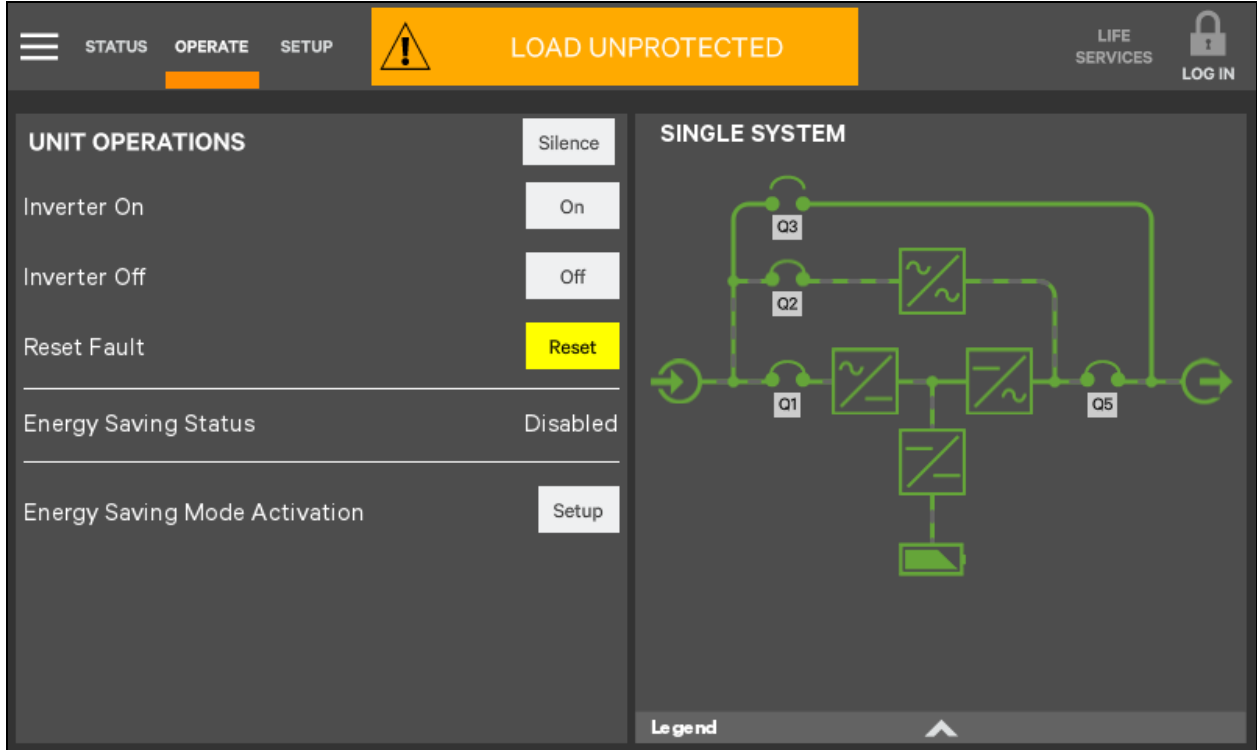 STATUS OPERATE SETUP
LOAD UNPROTECTED
LIFE
SERVICES
LOG IN
UNIT OPERATIONS
Silence
Inverter On
On
Inverter Off
Off
Reset Fault
Reset
Energy Saving Status
Disabled
Energy Saving Mode Activation
Setup
SINGLE SYSTEM
Q3
Q2
Q1
Q5
Legend